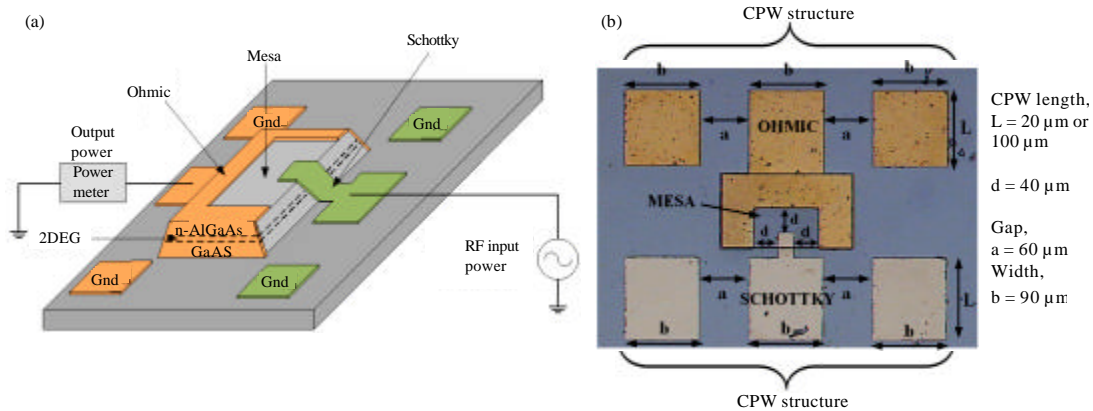 (a)
Schottky
Mesa
Ohmic
Gnd
Gnd
Output
power
Power
meter
n-AlGaAs
2DEG
GaAS
Gnd
Gnd
RF input
power
(b)
CPW structure
b
b
b
OHMIC
a
a
L
MESA
d
d
d
a
SCHOTTKY
a
L
b
b
b
CPW structure
CPW length,
L = 20 µm or
100 µm
d = 40 µm
Gap,
a = 60 µm
Width,
b = 90 µm